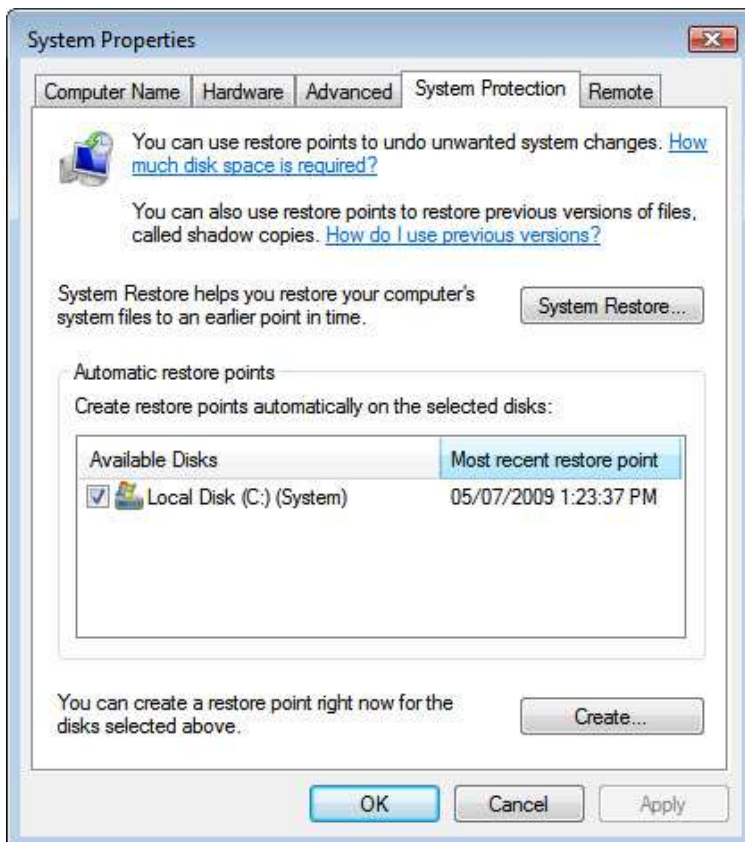 System Properties
Computer Name
Hardware
Advanced
System Protection
Remote
You can use restore points to undo unwanted system changes. How
much disk space is required?
You can also use restore points to restore previous versions of files,
called shadow copies. How do I use previous versions?
System Restore helps you restore your computer's
system files to an earlier point in time.
System Restore...
Automatic restore points
Create restore points automatically on the selected disks:
Available Disks
Most recent restore point
Local Disk (C:) (System)
05/07/2009 1:23:37 PM
You can create a restore point right now for the
disks selected above.
Create...
OK
Cancel
Apply